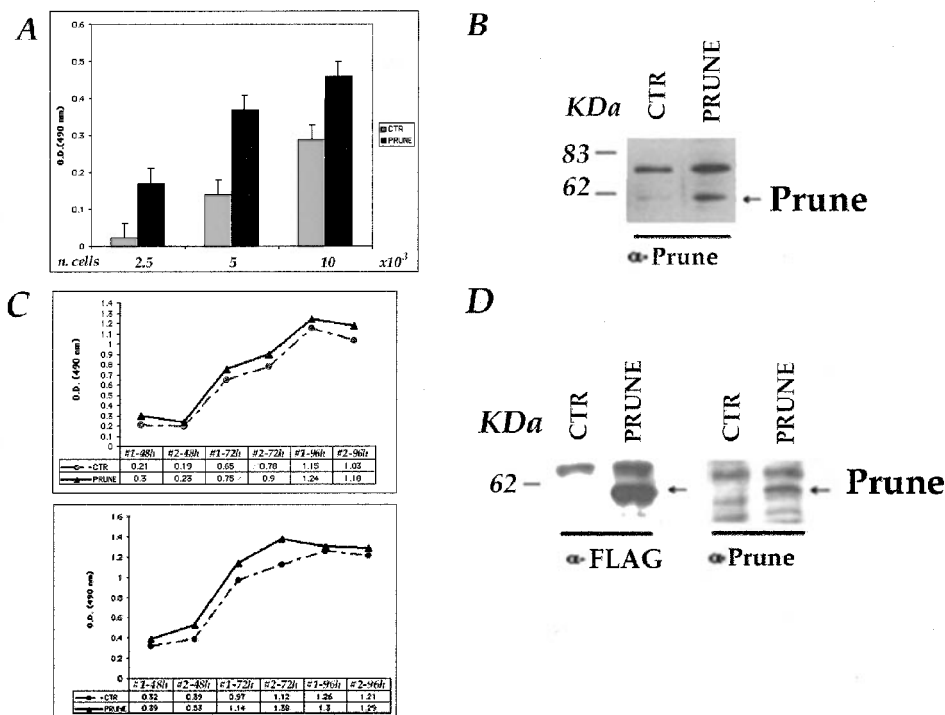 A
0.6
0.5
0.4
0.3
0.2
0.1
0
O.D.(490 nm)
CTR
PRUNE
n. cells 2.5 5 10 x10³
B
KDa
CTR
PRUNE
83
62
Prune
α-Prune
C
1.4
1.3
1.2
1.1
1
0.9
0.8
0.7
0.6
0.5
0.4
0.3
0.2
0.1
0
O.D. (490 nm)
#1-48h #2-48h #1-72h #2-72h #1-96h #2-96h
-CTR 0.21 0.19 0.65 0.78 1.15 1.03
PRUNE 0.3 0.23 0.75 0.9 1.24 1.18
1.6
1.4
1.2
1
0.8
0.6
0.4
0.2
0
O.D. (490 nm)
#1-48h #2-48h #1-72h #2-72h #1-96h #2-96h
-CTR 0.32 0.39 0.97 1.12 1.26 1.21
PRUNE 0.39 0.53 1.14 1.38 1.3 1.29
D
KDa
CTR
PRUNE
CTR
PRUNE
62
Prune
α-FLAG
α-Prune